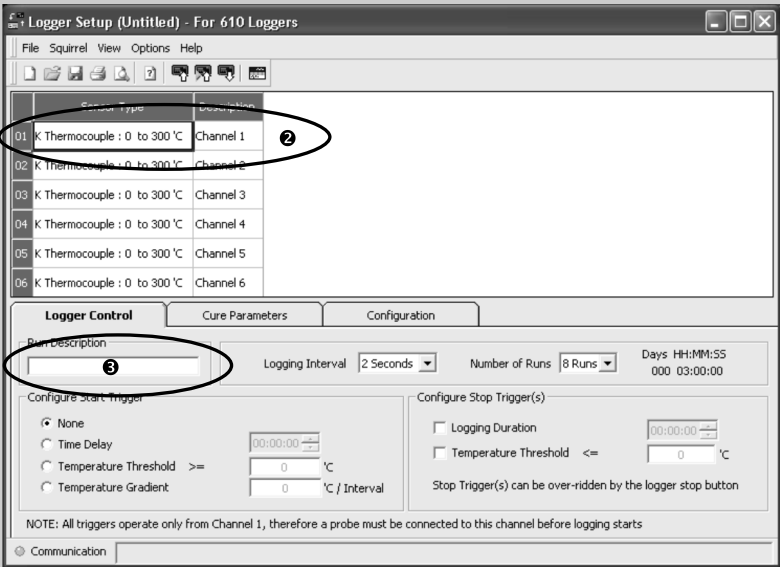 Logger Setup (Untitled) - For 610 Loggers
File Squirrel View Options Help
Sensor Type Description
01 K Thermocouple : 0 to 300 'C Channel 1 ❷
02 K Thermocouple : 0 to 300 'C Channel 2
03 K Thermocouple : 0 to 300 'C Channel 3
04 K Thermocouple : 0 to 300 'C Channel 4
05 K Thermocouple : 0 to 300 'C Channel 5
06 K Thermocouple : 0 to 300 'C Channel 6
Logger Control Cure Parameters Configuration
Run Description
❸
Logging Interval 2 Seconds Number of Runs 8 Runs
Days HH:MM:SS
000 03:00:00
Configure Start Trigger
None
Time Delay 00:00:00
Temperature Threshold >= 0 'C
Temperature Gradient 0 'C / Interval
Configure Stop Trigger(s)
Logging Duration 00:00:00
Temperature Threshold <= 0 'C
Stop Trigger(s) can be over-ridden by the logger stop button
NOTE: All triggers operate only from Channel 1, therefore a probe must be connected to this channel before logging starts
Communication